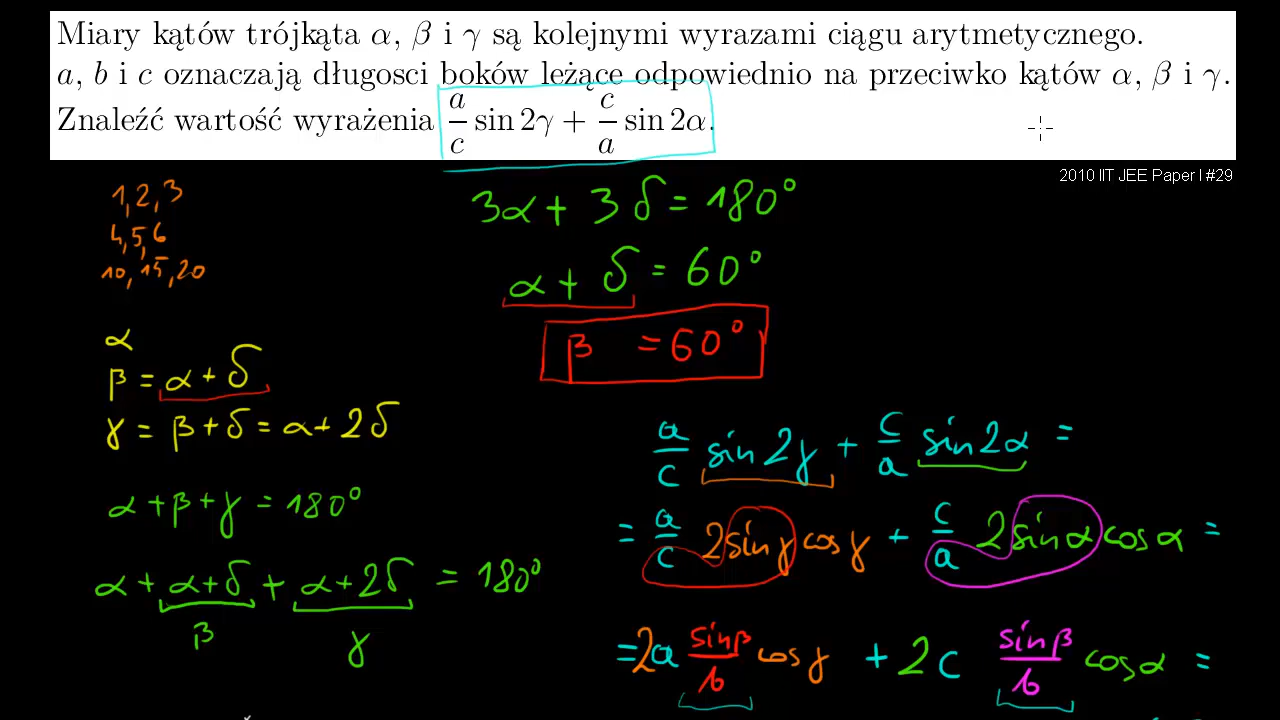 Miary kątów trójkąta α, β i γ są kolejnymi wyrazami ciągu arytmetycznego.
a, b i c oznaczają długosci boków leżące odpowiednio na przeciwko kątów α, β i γ.
Znaleźć wartość wyrażenia a/c sin 2γ + c/a sin 2α.
2010 IIT JEE Paper I #29
1, 2, 3
4, 5, 6
10, 15, 20
α
β = α + δ
γ = β + δ = α + 2δ
α + β + γ = 180°
α + α + δ + α + 2δ = 180°
β γ
3α + 3δ = 180°
α + δ = 60°
β = 60°
a/c sin 2γ + c/a sin 2α =
= a/c 2 sin γ cos γ + c/a 2 sin α cos α =
= 2a sin β/b cos γ + 2c sin β/b cos α =